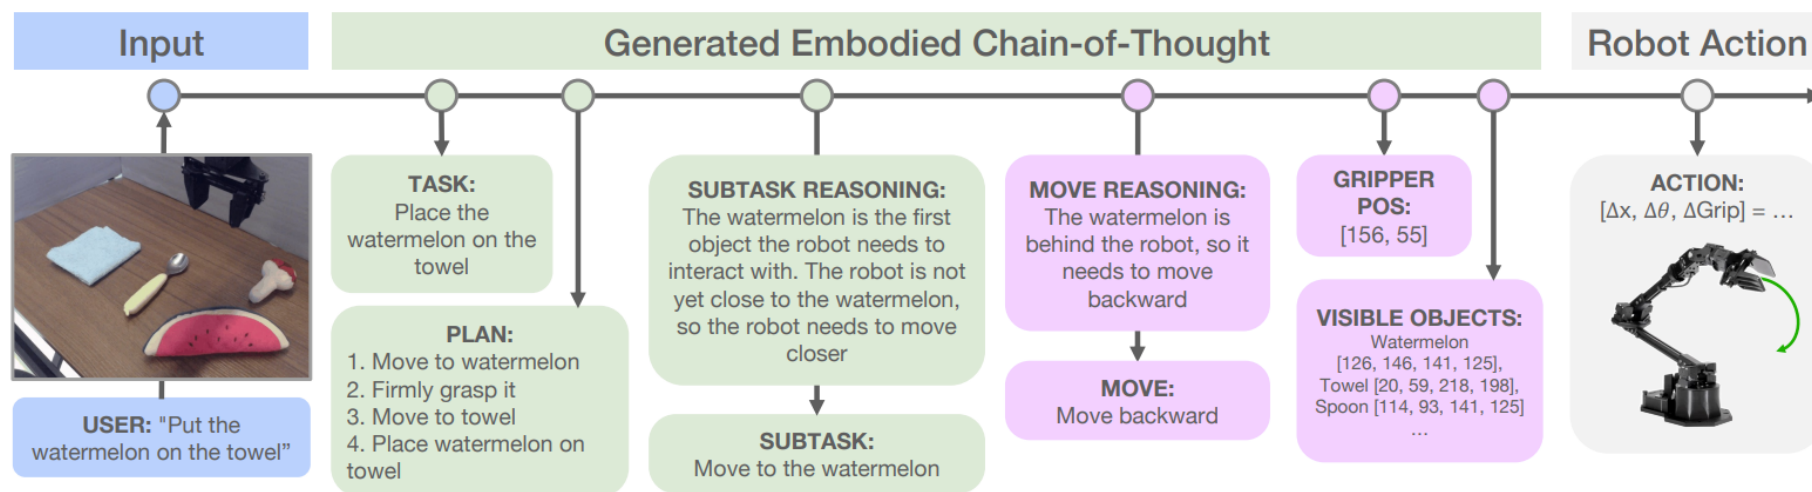 Input
Generated Embodied Chain-of-Thought
Robot Action
USER: "Put the
watermelon on the towel”
TASK:
Place the
watermelon on the
towel
PLAN:
1. Move to watermelon
2. Firmly grasp it
3. Move to towel
4. Place watermelon on
towel
SUBTASK REASONING:
The watermelon is the first
object the robot needs to
interact with. The robot is not
yet close to the watermelon,
so the robot needs to move
closer
SUBTASK:
Move to the watermelon
MOVE REASONING:
The watermelon is
behind the robot, so it
needs to move
backward
MOVE:
Move backward
GRIPPER
POS:
[156, 55]
VISIBLE OBJECTS:
Watermelon
[126, 146, 141, 125],
Towel [20, 59, 218, 198],
Spoon [114, 93, 141, 125]
...
ACTION:
[Δx, Δθ, ΔGrip] = ...